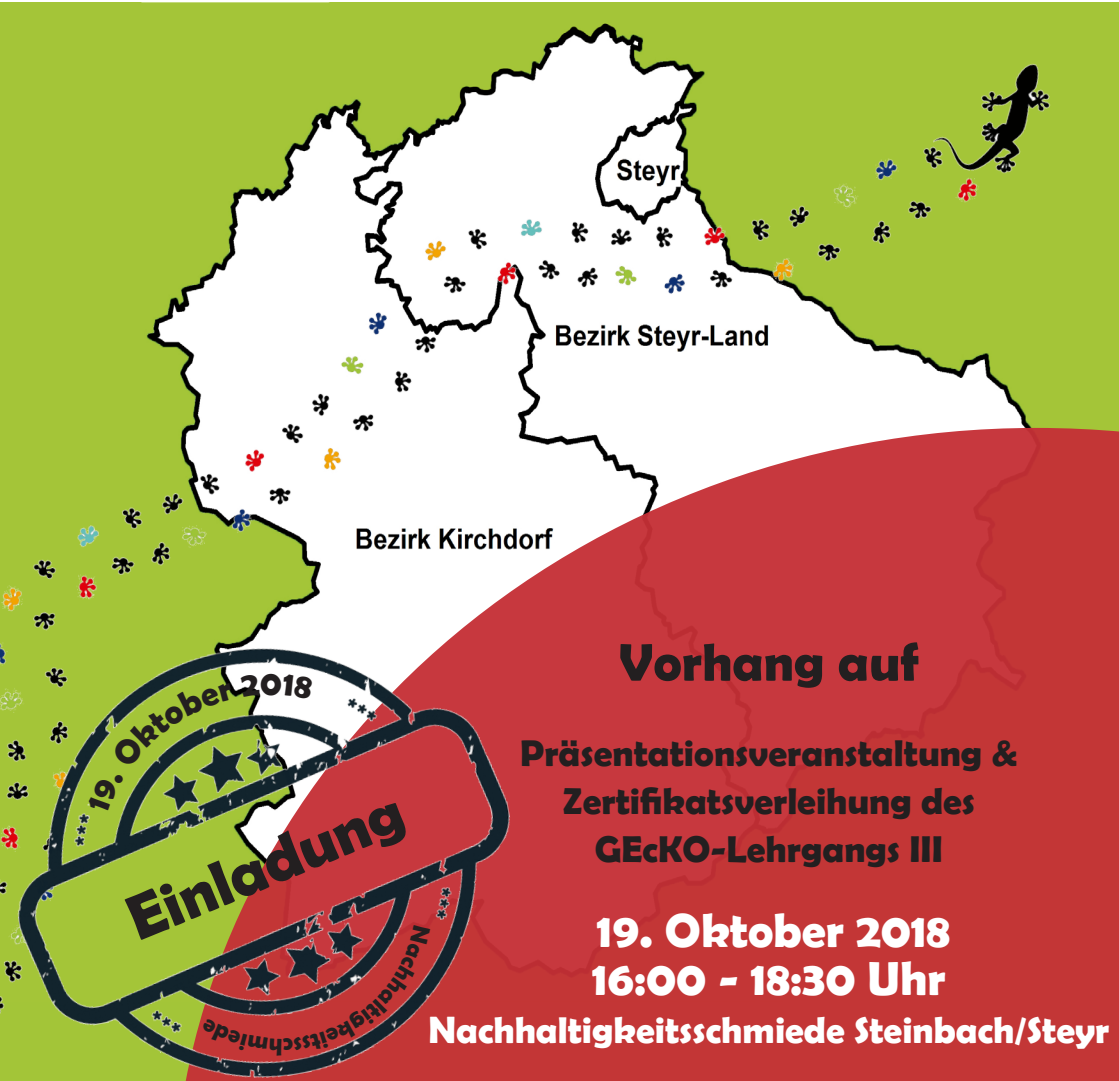 Steyr
Bezirk Steyr-Land
Bezirk Kirchdorf
Vorhang auf
Präsentationsveranstaltung &
Zertifikatsverleihung des
GEcKO-Lehrgangs III
19. Oktober 2018
16:00 - 18:30 Uhr
Nachhaltigkeitsschmiede Steinbach/Steyr
*** 19. Oktober 2018 ***
Einladung
*** Nachhaltigkeitsschmiede ***